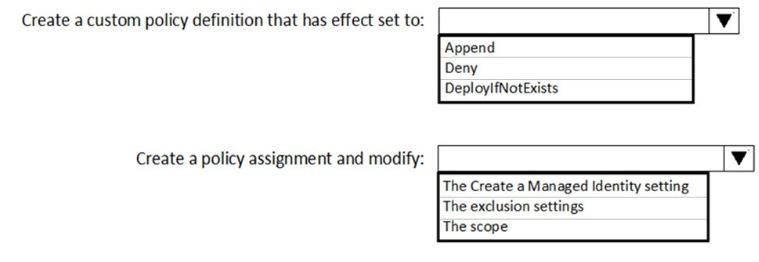 Create a custom policy definition that has effect set to:
Append
Deny
DeployIfNotExists
Create a policy assignment and modify:
The Create a Managed Identity setting
The exclusion settings
The scope